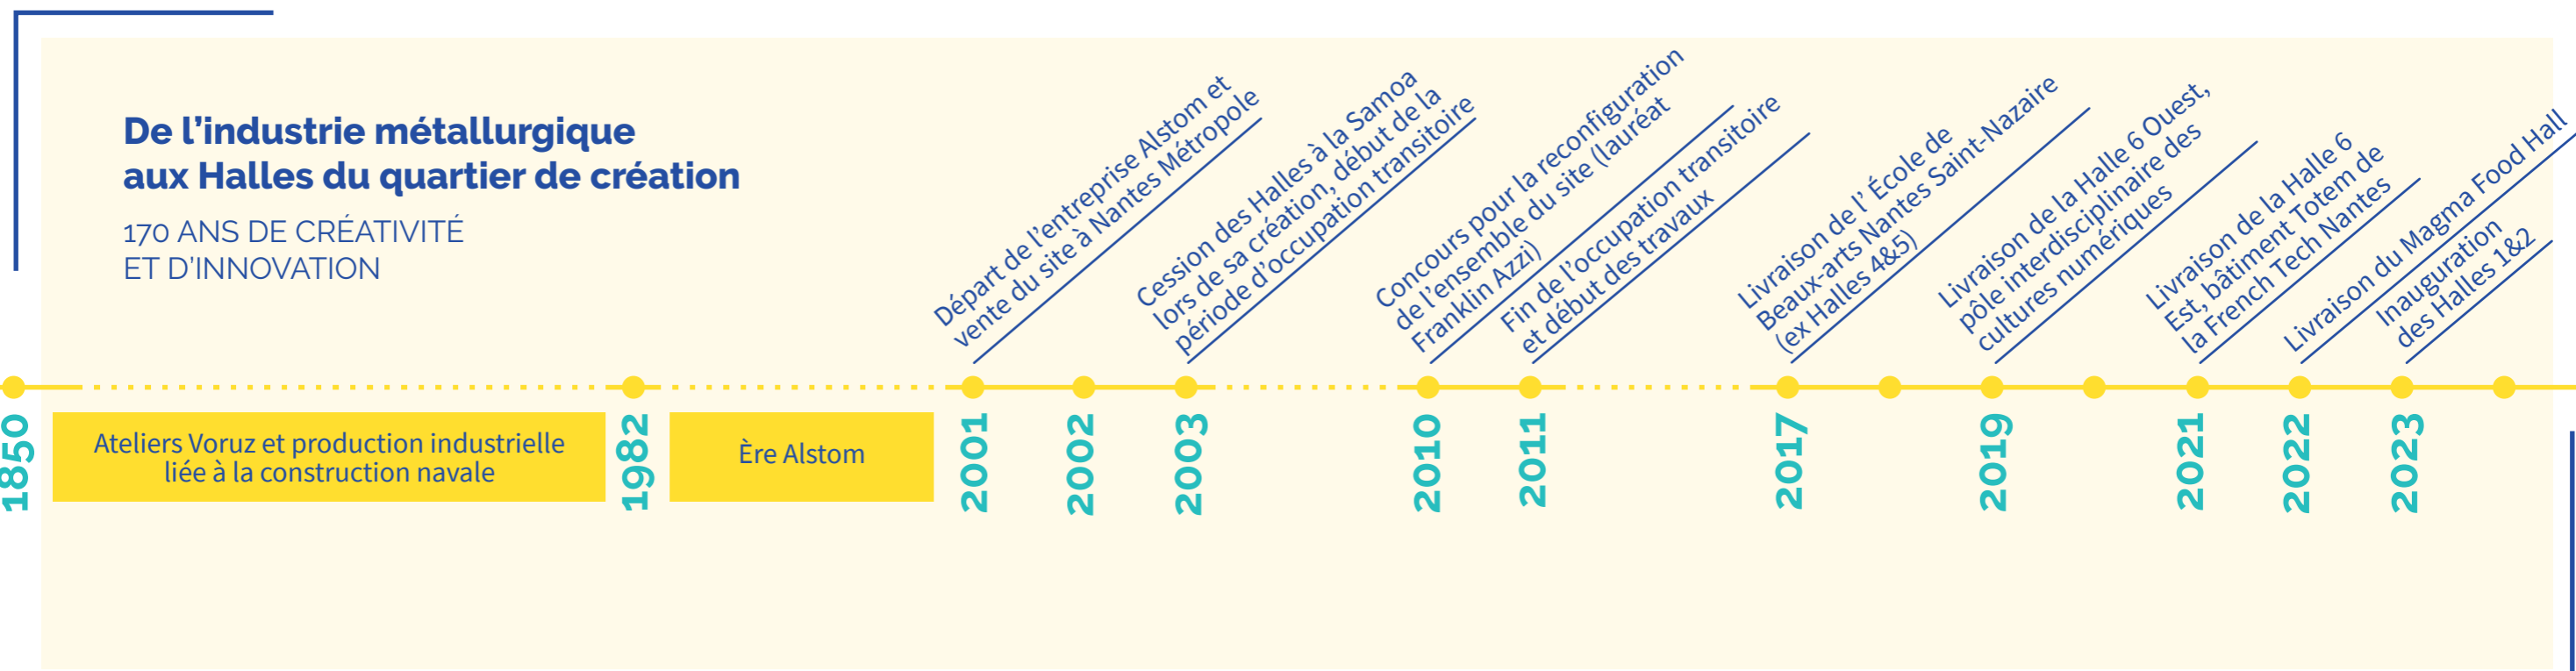 De l’industrie métallurgique
aux Halles du quartier de création
170 ANS DE CRÉATIVITÉ
ET D’INNOVATION
Départ de l’entreprise Alstom et
vente du site à Nantes Métropole
Cession des Halles à la Samoa
lors de sa création, début de la
période d’occupation transitoire
Concours pour la reconfiguration
de l’ensemble du site (lauréat
Franklin Azzi)
Fin de l’occupation transitoire
et début des travaux
Livraison de l’ École de
Beaux-arts Nantes Saint-Nazaire
(ex Halles 4&5)
Livraison de la Halle 6 Ouest,
pôle interdisciplinaire des
cultures numériques
Livraison de la Halle 6
Est, bâtiment Totem de
la French Tech Nantes
Livraison du Magma Food Hall
Inauguration
des Halles 1&2
1850
Ateliers Voruz et production industrielle
liée à la construction navale
1982
Ère Alstom
2001
2002
2003
2010
2011
2017
2019
2021
2022
2023